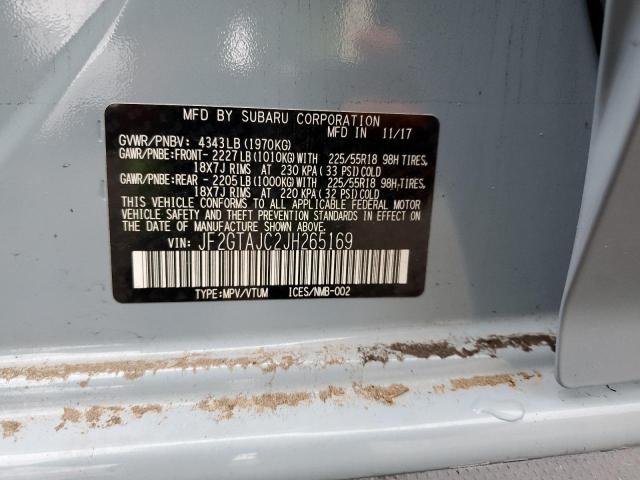 MFD BY SUBARU CORPORATION
MFD IN 11/17
GVWR/PNBV: 4343LB (1970KG)
GAWR/PNBE:FRONT- 2227LB(1010KG)WITH 225/55R18 98H TIRES,
18X7J RIMS AT 230 KPA(33 PSI)COLD
GAWR/PNBE:REAR - 2205LB(1000KG)WITH 225/55R18 98H TIRES,
18X7J RIMS AT 220 KPA(32 PSI)COLD
THIS VEHICLE CONFORMS TO ALL APPLICABLE FEDERAL MOTOR
VEHICLE SAFETY AND THEFT PREVENTION STANDARDS IN EFFECT
ON THE DATE OF MANUFACTURE SHOWN ABOVE.
VIN: JF2GTAJC2JH265169
TYPE:MPV/VTUM ICES/NMB-002